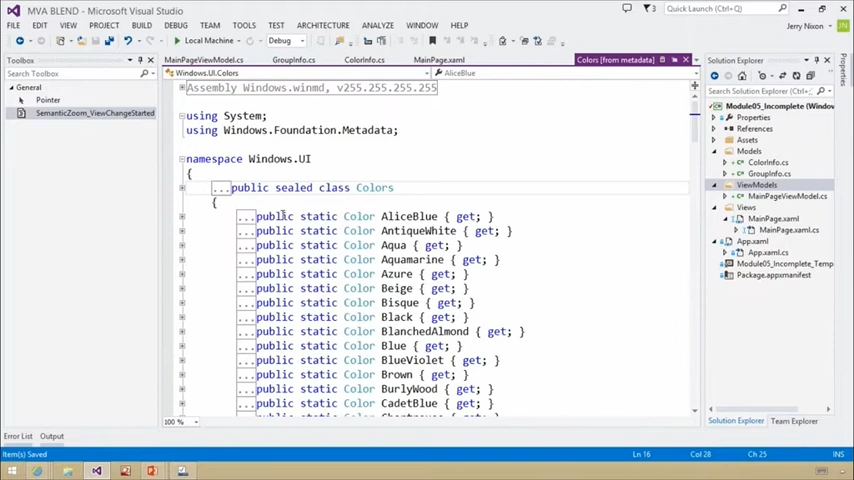 MVA BLEND - Microsoft Visual Studio
Quick Launch (Ctrl+Q)
FILE EDIT VIEW PROJECT BUILD DEBUG TEAM TOOLS TEST ARCHITECTURE ANALYZE WINDOW HELP
Jerry Nixon
Local Machine
Debug
Toolbox
Search Toolbox
General
Pointer
SemanticZoom_ViewChangeStarted
MainPageViewModel.cs
GroupInfo.cs
ColorInfo.cs
MainPage.xaml
Colors [from metadata]
Windows.UI.Colors
AliceBlue
Assembly Windows.winmd, v255.255.255.255
using System;
using Windows.Foundation.Metadata;
namespace Windows.UI
{
...public sealed class Colors
{
...public static Color AliceBlue { get; }
...public static Color AntiqueWhite { get; }
...public static Color Aqua { get; }
...public static Color Aquamarine { get; }
...public static Color Azure { get; }
...public static Color Beige { get; }
...public static Color Bisque { get; }
...public static Color Black { get; }
...public static Color BlanchedAlmond { get; }
...public static Color Blue { get; }
...public static Color BlueViolet { get; }
...public static Color Brown { get; }
...public static Color BurlyWood { get; }
...public static Color CadetBlue { get; }
100 %
Solution Explorer
Search Solution Explorer (Ctrl+;)
Module05_Incomplete (Window
Properties
References
Assets
Models
ColorInfo.cs
GroupInfo.cs
ViewModels
MainPageViewModel.cs
Views
MainPage.xaml
MainPage.xaml.cs
App.xaml
App.xaml.cs
Module05_Incomplete_Temp
Package.appxmanifest
Solution Explorer Team Explorer
Properties
Error List Output
Item(s) Saved
Ln 16
Col 28
Ch 25
INS